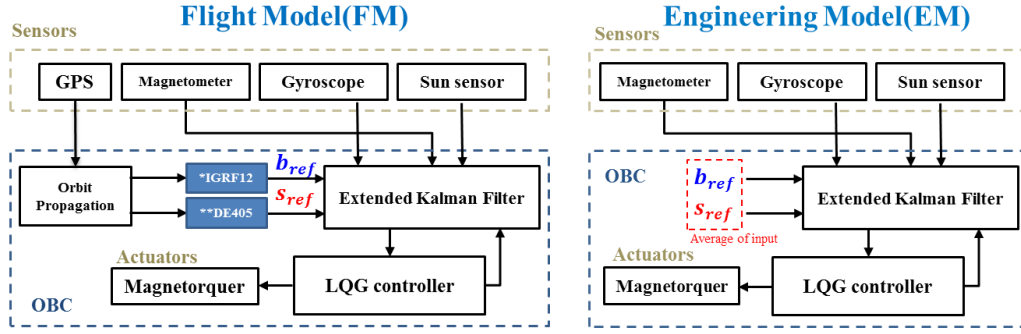 Flight Model(FM)
Sensors
GPS
Magnetometer
Gyroscope
Sun sensor
Orbit
Propagation
*IGRF12
**DE405
b_ref
s_ref
Extended Kalman Filter
Actuators
Magnetorquer
LQG controller
OBC
Engineering Model(EM)
Sensors
Magnetometer
Gyroscope
Sun sensor
OBC
b_ref
s_ref
Average of input
Extended Kalman Filter
Actuators
Magnetorquer
LQG controller